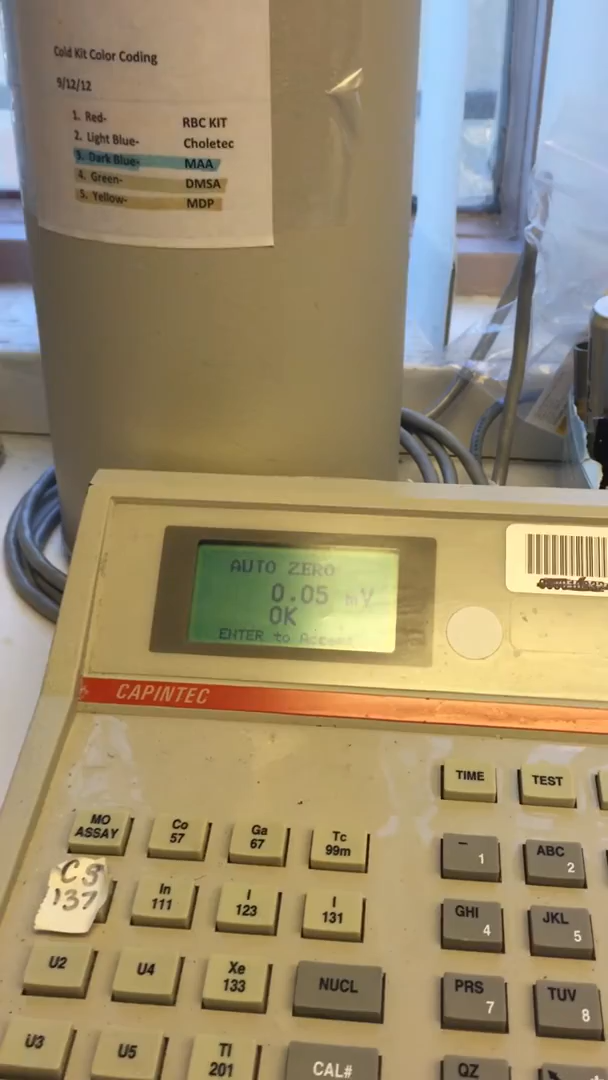 Cold Kit Color Coding
9/12/12
1. Red- RBC KIT
2. Light Blue- Choletec
3. Dark Blue- MAA
4. Green- DMSA
5. Yellow- MDP
AUTO ZERO
0.05 mV
OK
ENTER to Accept
CAPINTEC
TIME TEST
MO ASSAY
Co 57
Ga 67
Tc 99m
- 1
ABC 2
CS 137
In 111
I 123
I 131
GHI 4
JKL 5
U2
U4
Xe 133
NUCL
PRS 7
TUV 8
U3
U5
Tl 201
CAL#
QZ